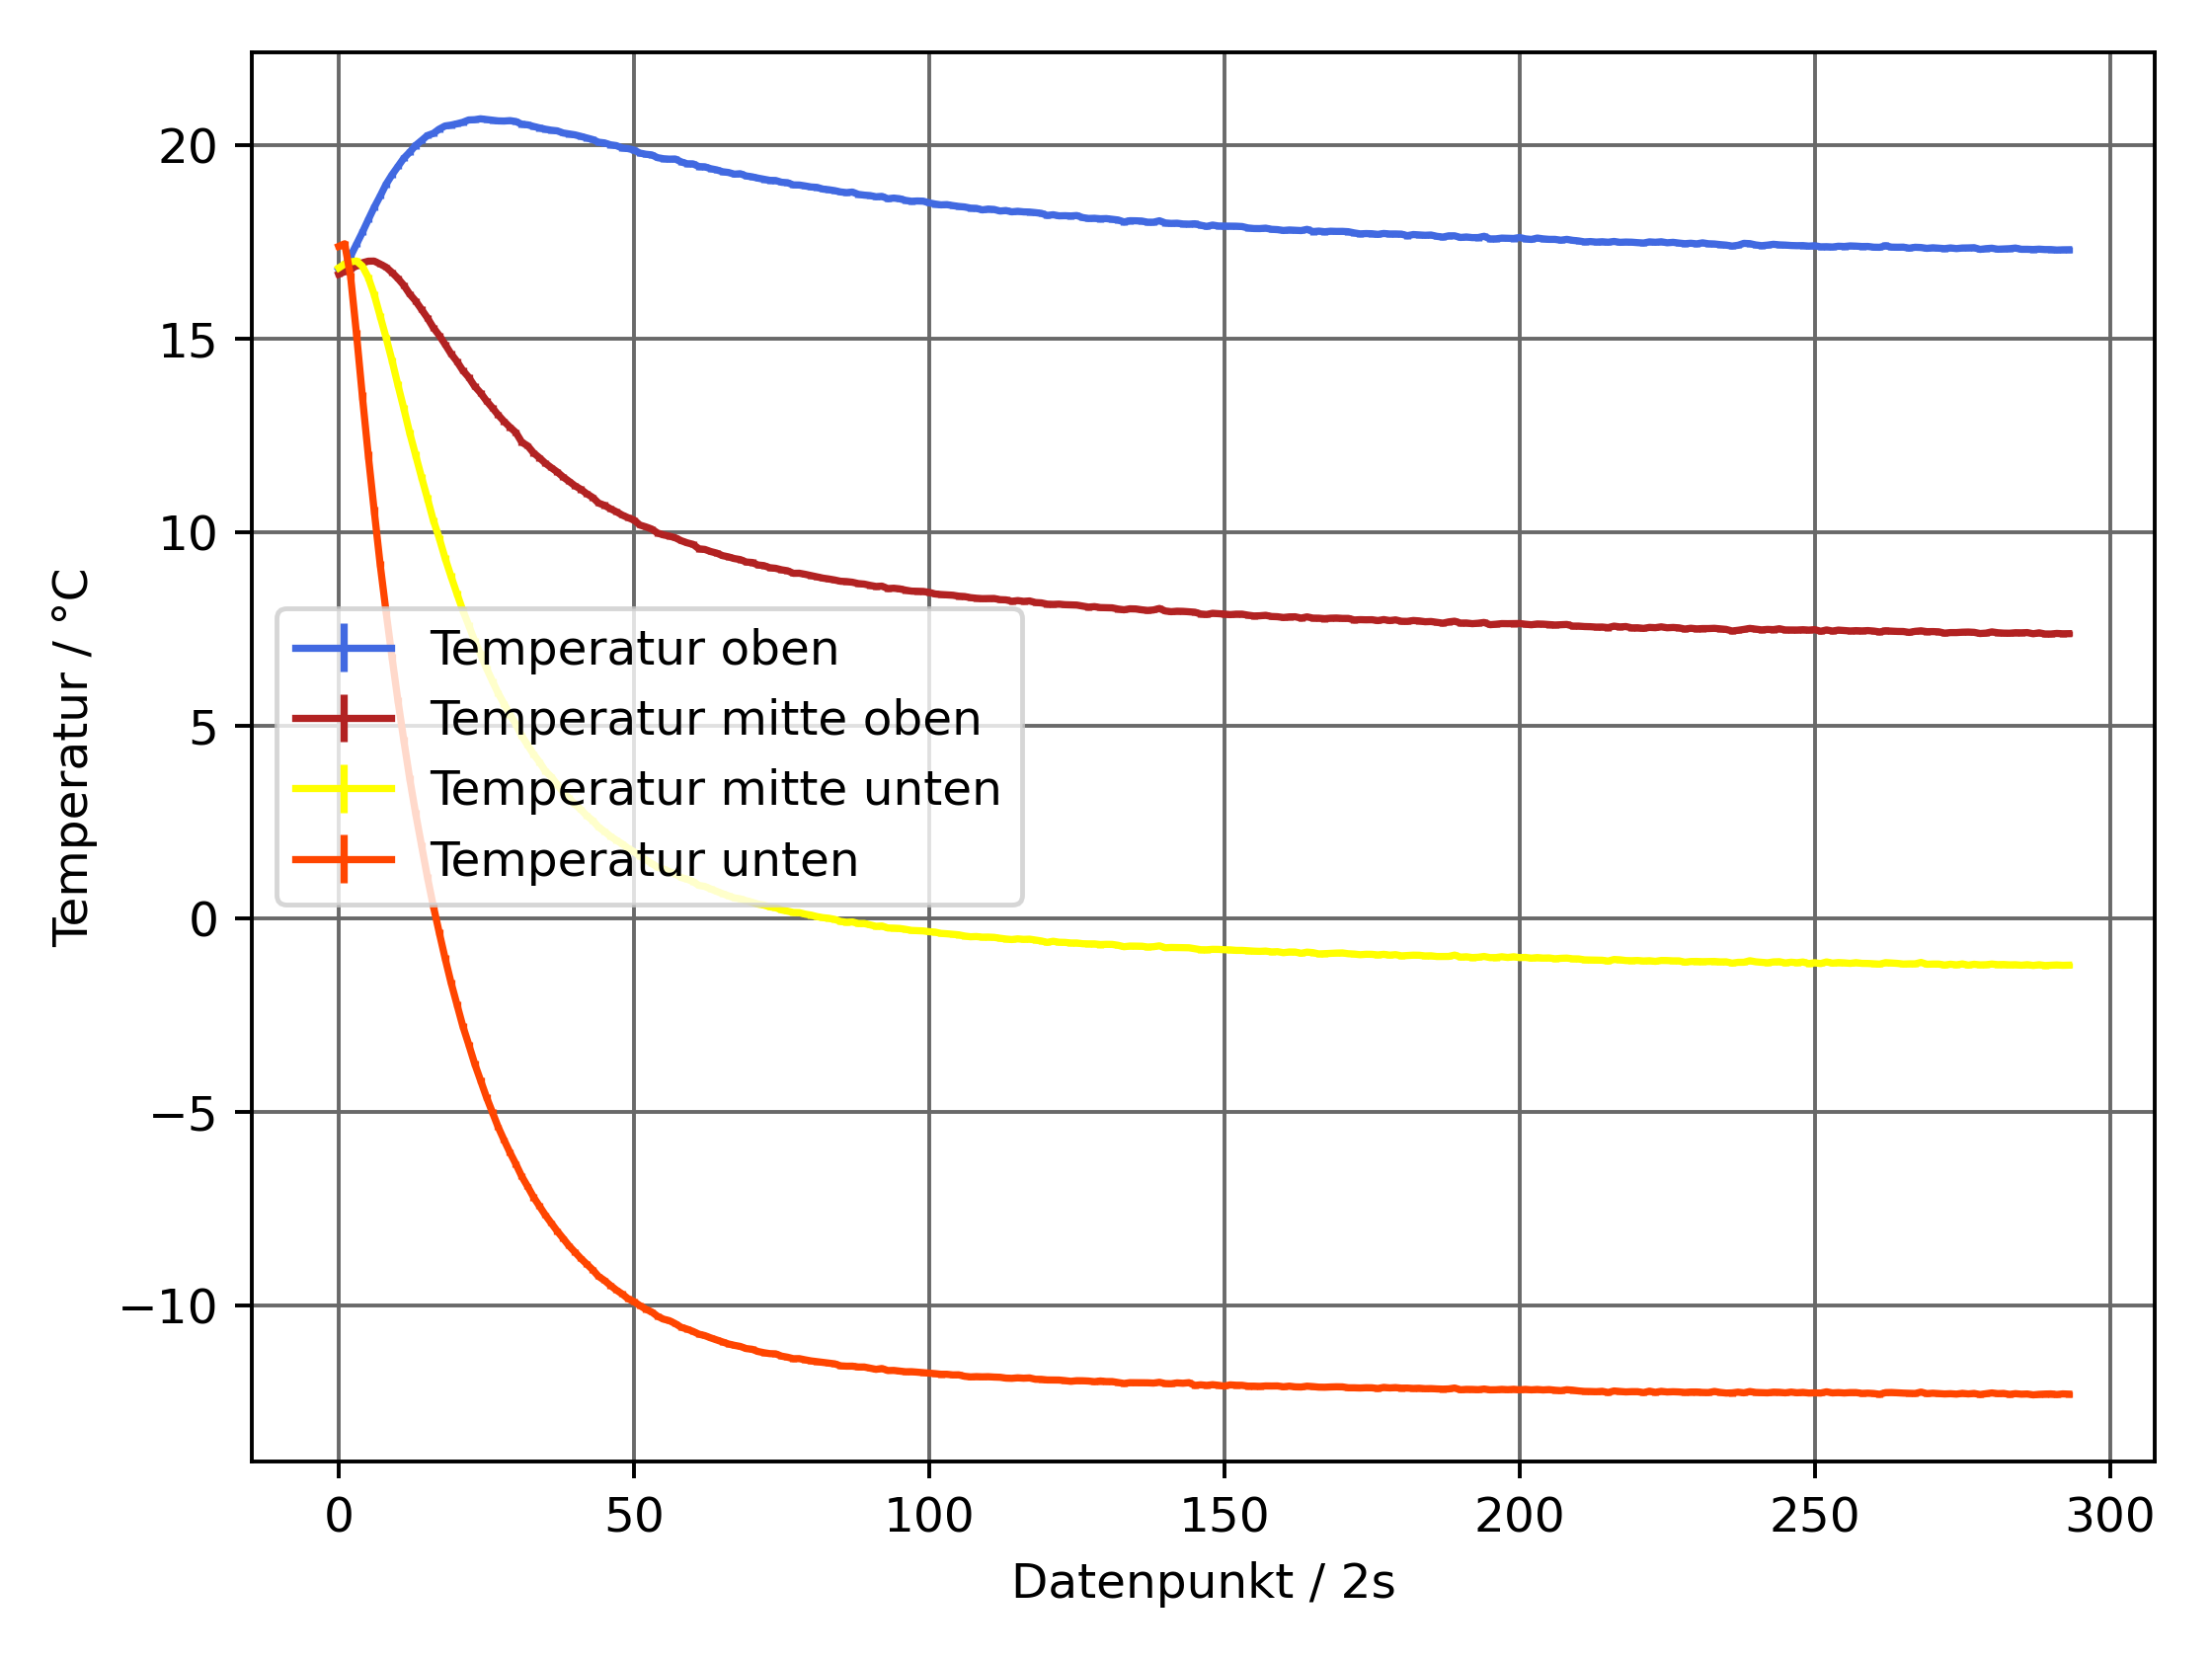 Temperatur / °C
20
15
10
5
0
−5
−10
Temperatur oben
Temperatur mitte oben
Temperatur mitte unten
Temperatur unten
0 50 100 150 200 250 300
Datenpunkt / 2s